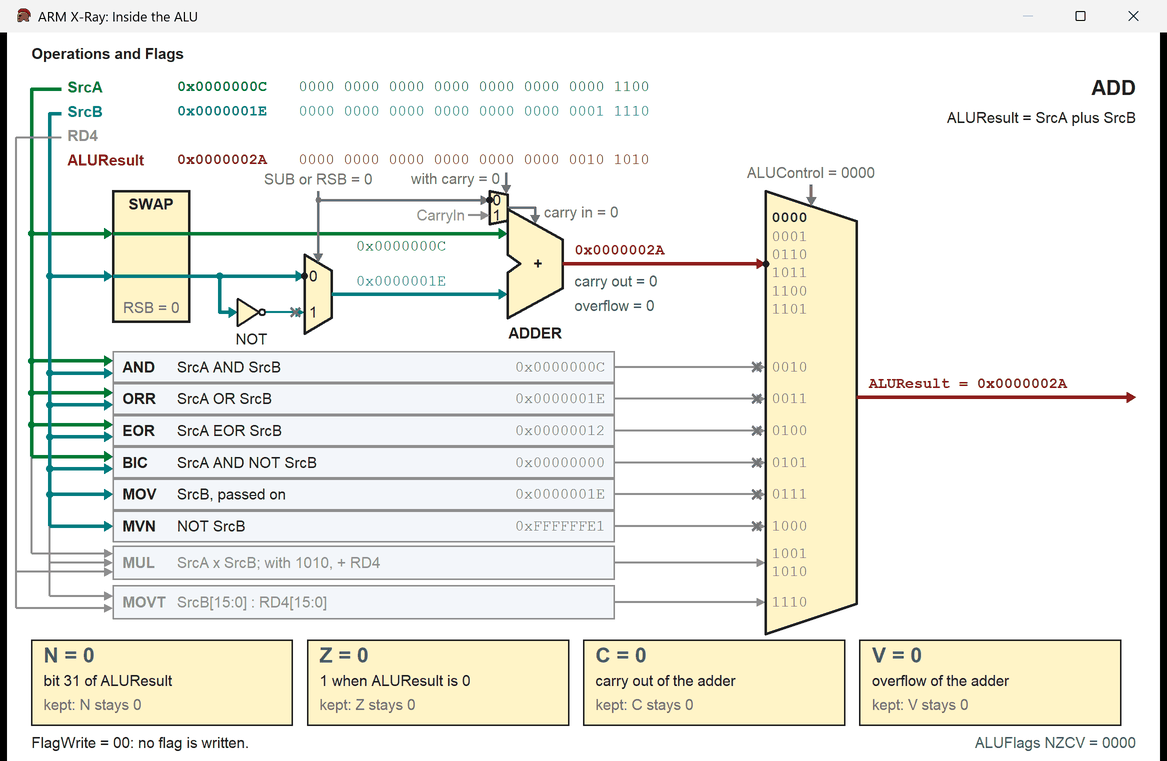 ARM X-Ray: Inside the ALU
Operations and Flags
SrcA 0x0000000C 0000 0000 0000 0000 0000 0000 0000 1100
ADD
SrcB 0x0000001E 0000 0000 0000 0000 0000 0000 0001 1110
ALUResult = SrcA plus SrcB
RD4
ALUResult 0x0000002A 0000 0000 0000 0000 0000 0000 0010 1010
SUB or RSB = 0
with carry = 0
ALUControl = 0000
SWAP
0
CarryIn
1
carry in = 0
0000
0001
0x0000000C
0x0000002A
0110
+
1011
0
0x0000001E
carry out = 0
1100
RSB = 0
1
overflow = 0
1101
NOT
ADDER
AND SrcA AND SrcB 0x0000000C 0010
ALUResult = 0x0000002A
ORR SrcA OR SrcB 0x0000001E 0011
EOR SrcA EOR SrcB 0x00000012 0100
BIC SrcA AND NOT SrcB 0x00000000 0101
MOV SrcB, passed on 0x0000001E 0111
MVN NOT SrcB 0xFFFFFFE1 1000
1001
MUL SrcA x SrcB; with 1010, + RD4
1010
MOVT SrcB[15:0] : RD4[15:0] 1110
N = 0
bit 31 of ALUResult
kept: N stays 0
Z = 0
1 when ALUResult is 0
kept: Z stays 0
C = 0
carry out of the adder
kept: C stays 0
V = 0
overflow of the adder
kept: V stays 0
FlagWrite = 00: no flag is written.
ALUFlags NZCV = 0000